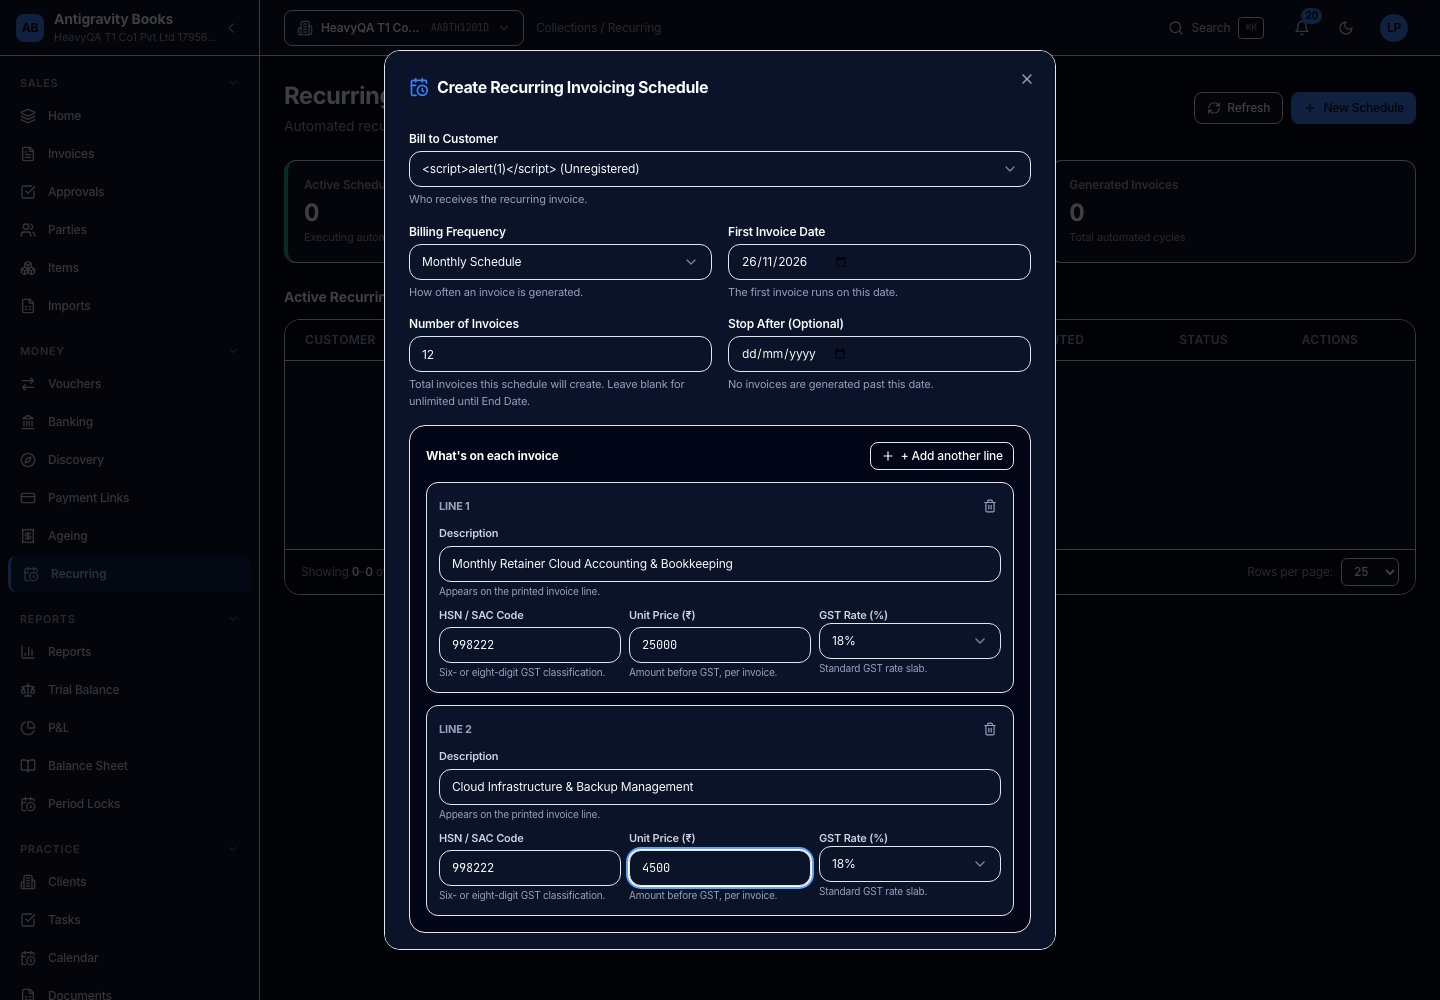 AB
Antigravity Books
HeavyQA T1 Co1 Pvt Ltd 17956...
HeavyQA T1 Co... AABTH1201D
Collections / Recurring
Search ⌘K
20
LP
SALES
Home
Invoices
Approvals
Parties
Items
Imports
MONEY
Vouchers
Banking
Discovery
Payment Links
Ageing
Recurring
REPORTS
Reports
Trial Balance
P&L
Balance Sheet
Period Locks
PRACTICE
Clients
Tasks
Calendar
Documents
Recurring
Automated recu
Refresh
New Schedule
Active Schedu
0
Executing autom
Generated Invoices
0
Total automated cycles
Active Recurrin
CUSTOMER
UTED
STATUS
ACTIONS
Showing 0–0 o
Rows per page: 25
Create Recurring Invoicing Schedule
Bill to Customer
<script>alert(1)</script> (Unregistered)
Who receives the recurring invoice.
Billing Frequency
Monthly Schedule
How often an invoice is generated.
First Invoice Date
26/11/2026
The first invoice runs on this date.
Number of Invoices
12
Total invoices this schedule will create. Leave blank for
unlimited until End Date.
Stop After (Optional)
dd/mm/yyyy
No invoices are generated past this date.
What's on each invoice
+ Add another line
LINE 1
Description
Monthly Retainer Cloud Accounting & Bookkeeping
Appears on the printed invoice line.
HSN / SAC Code
998222
Six- or eight-digit GST classification.
Unit Price (₹)
25000
Amount before GST, per invoice.
GST Rate (%)
18%
Standard GST rate slab.
LINE 2
Description
Cloud Infrastructure & Backup Management
Appears on the printed invoice line.
HSN / SAC Code
998222
Six- or eight-digit GST classification.
Unit Price (₹)
4500
Amount before GST, per invoice.
GST Rate (%)
18%
Standard GST rate slab.